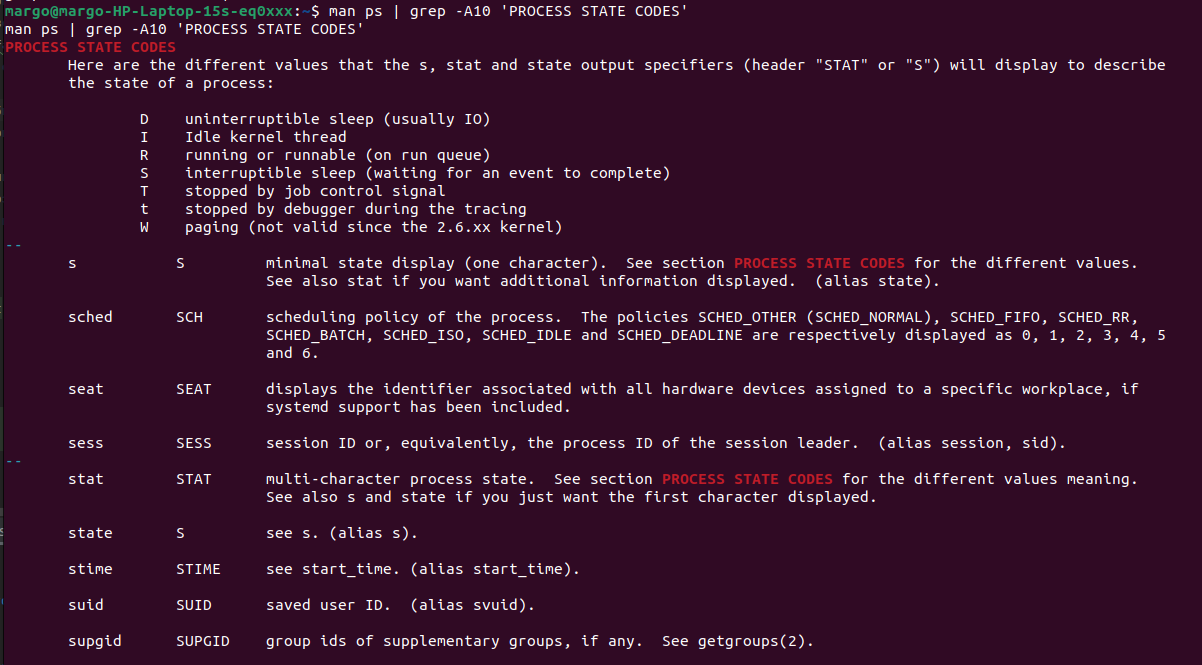 margo@margo-HP-Laptop-15s-eq0xxx:~$ man ps | grep -A10 'PROCESS STATE CODES'
man ps | grep -A10 'PROCESS STATE CODES'
PROCESS STATE CODES
Here are the different values that the s, stat and state output specifiers (header "STAT" or "S") will display to describe
the state of a process:
D    uninterruptible sleep (usually IO)
I    Idle kernel thread
R    running or runnable (on run queue)
S    interruptible sleep (waiting for an event to complete)
T    stopped by job control signal
t    stopped by debugger during the tracing
W    paging (not valid since the 2.6.xx kernel)
--
s           S         minimal state display (one character).  See section PROCESS STATE CODES for the different values.
See also stat if you want additional information displayed.  (alias state).
sched       SCH       scheduling policy of the process.  The policies SCHED_OTHER (SCHED_NORMAL), SCHED_FIFO, SCHED_RR,
SCHED_BATCH, SCHED_ISO, SCHED_IDLE and SCHED_DEADLINE are respectively displayed as 0, 1, 2, 3, 4, 5
and 6.
seat        SEAT      displays the identifier associated with all hardware devices assigned to a specific workplace, if
systemd support has been included.
sess        SESS      session ID or, equivalently, the process ID of the session leader.  (alias session, sid).
--
stat        STAT      multi-character process state.  See section PROCESS STATE CODES for the different values meaning.
See also s and state if you just want the first character displayed.
state       S         see s. (alias s).
stime       STIME     see start_time. (alias start_time).
suid        SUID      saved user ID.  (alias svuid).
supgid      SUPGID    group ids of supplementary groups, if any.  See getgroups(2).